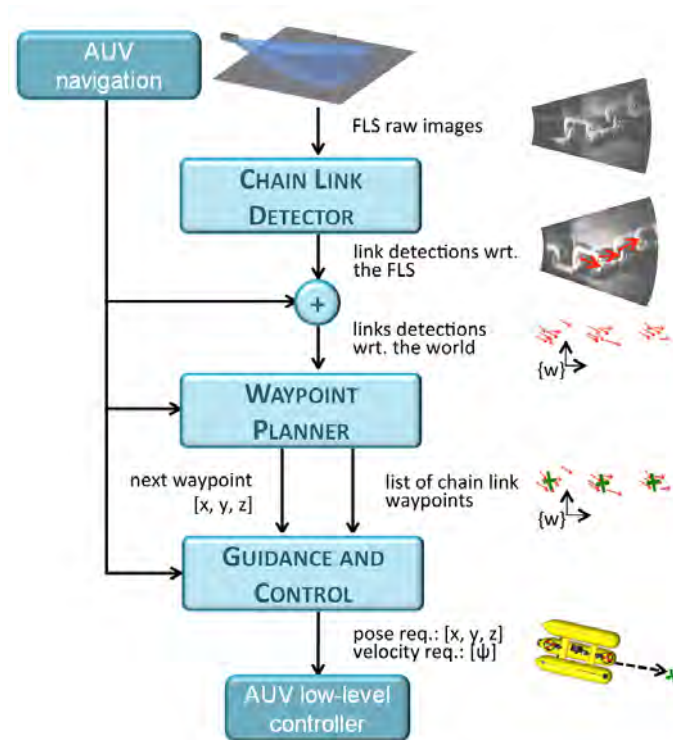 AUV
navigation
FLS raw images
CHAIN LINK
DETECTOR
link detections wrt.
the FLS
+
links detections
wrt. the world
{w}
WAYPOINT
PLANNER
next waypoint
[x, y, z]
list of chain link
waypoints
{w}
GUIDANCE AND
CONTROL
pose req.: [x, y, z]
velocity req.: [ψ]
AUV low-level
controller